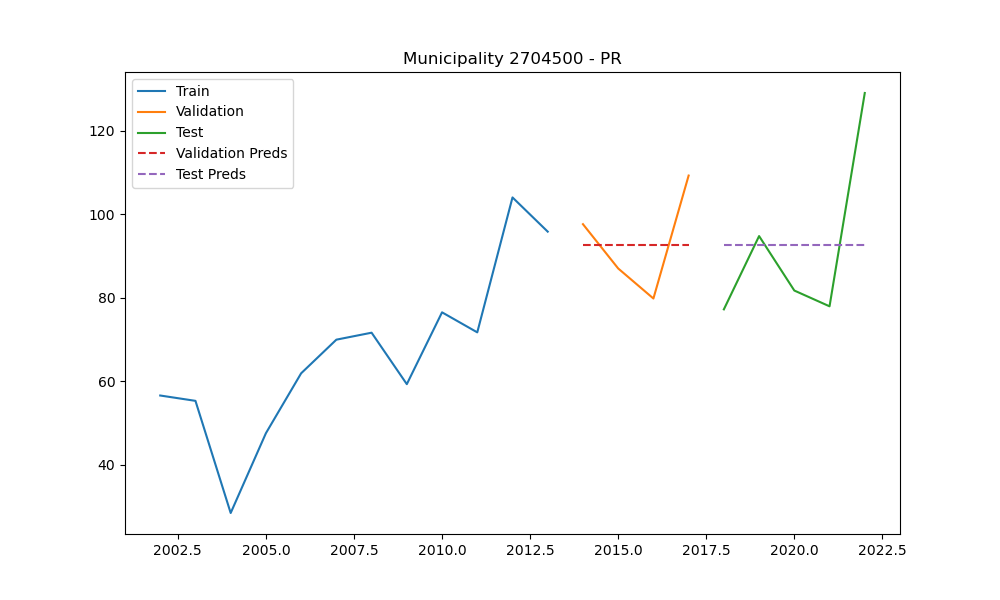 Municipality 2704500 - PR
Train
Validation
Test
Validation Preds
Test Preds
120
100
80
60
40
2002.5 2005.0 2007.5 2010.0 2012.5 2015.0 2017.5 2020.0 2022.5